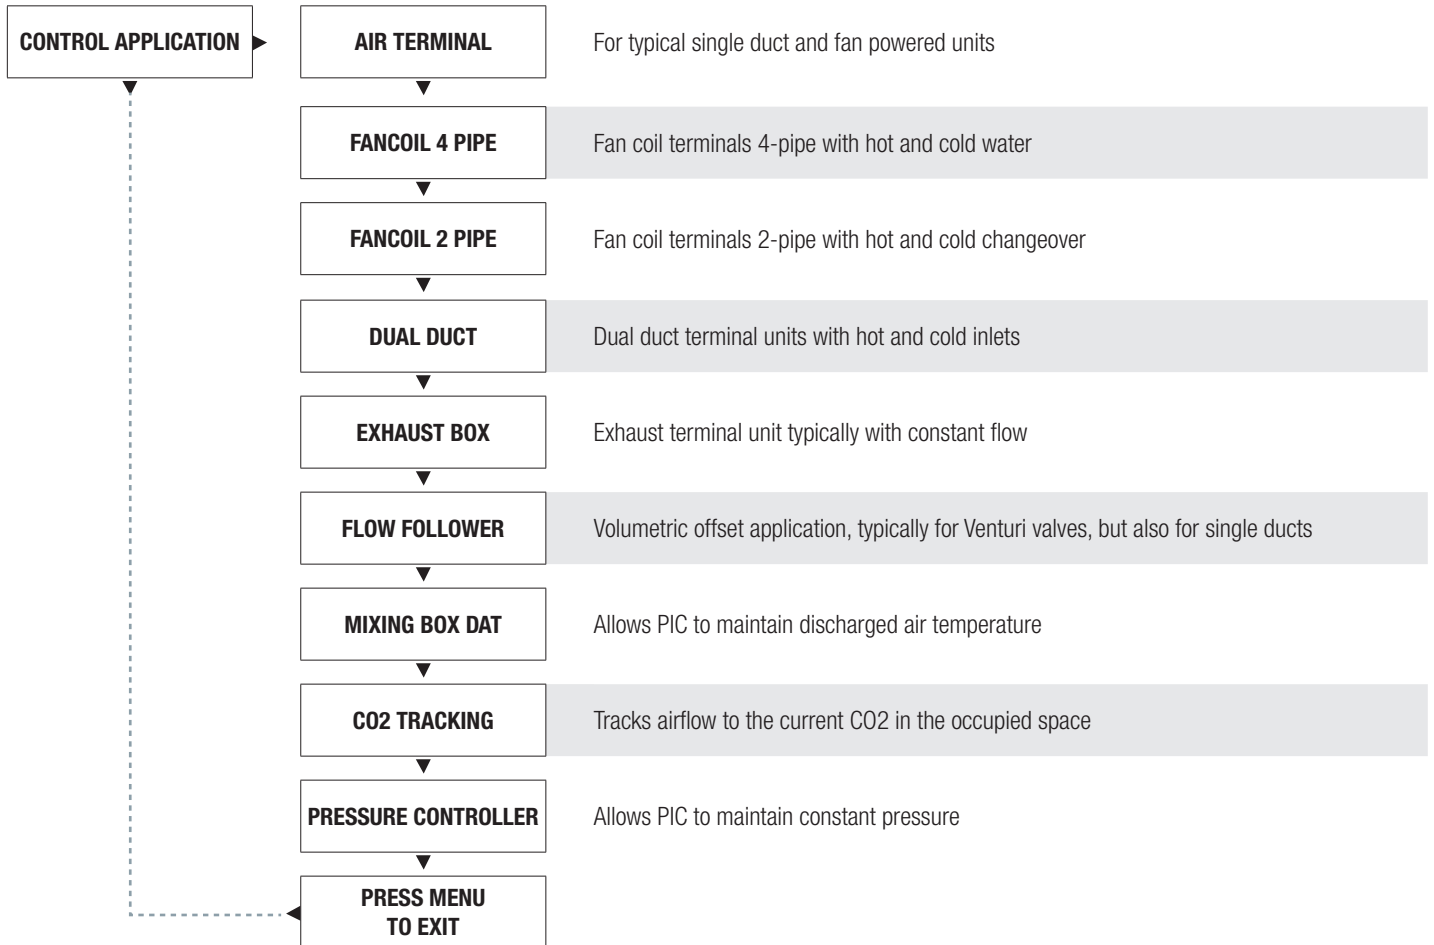 CONTROL APPLICATION
AIR TERMINAL
For typical single duct and fan powered units
FANCOIL 4 PIPE
Fan coil terminals 4-pipe with hot and cold water
FANCOIL 2 PIPE
Fan coil terminals 2-pipe with hot and cold changeover
DUAL DUCT
Dual duct terminal units with hot and cold inlets
EXHAUST BOX
Exhaust terminal unit typically with constant flow
FLOW FOLLOWER
Volumetric offset application, typically for Venturi valves, but also for single ducts
MIXING BOX DAT
Allows PIC to maintain discharged air temperature
CO2 TRACKING
Tracks airflow to the current CO2 in the occupied space
PRESSURE CONTROLLER
Allows PIC to maintain constant pressure
PRESS MENU
TO EXIT